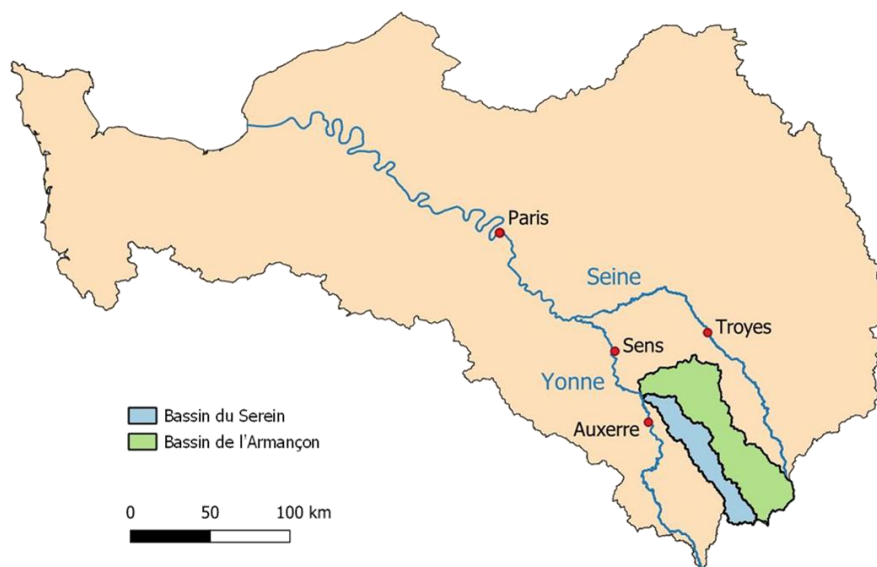 Paris
Seine
Troyes
Sens
Yonne
Auxerre
Bassin du Serein
Bassin de l'Armançon
0 50 100 km